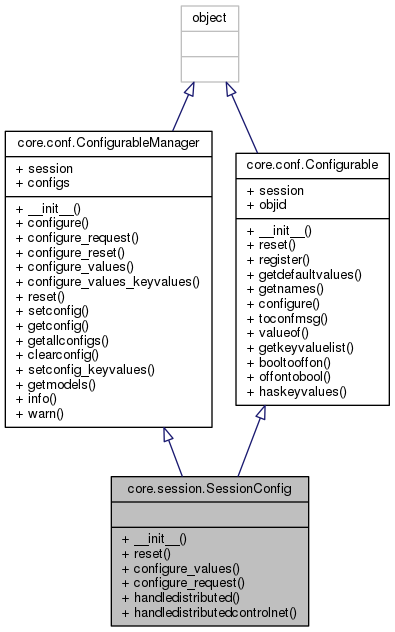 object
core.conf.ConfigurableManager
+ session
+ configs
+ __init__()
+ configure()
+ configure_request()
+ configure_reset()
+ configure_values()
+ configure_values_keyvalues()
+ reset()
+ setconfig()
+ getconfig()
+ getallconfigs()
+ clearconfig()
+ setconfig_keyvalues()
+ getmodels()
+ info()
+ warn()
core.conf.Configurable
+ session
+ objid
+ __init__()
+ reset()
+ register()
+ getdefaultvalues()
+ getnames()
+ configure()
+ toconfmsg()
+ valueof()
+ getkeyvaluelist()
+ booltooffon()
+ offontobool()
+ haskeyvalues()
core.session.SessionConfig
+ __init__()
+ reset()
+ configure_values()
+ configure_request()
+ handledistributed()
+ handledistributedcontrolnet()